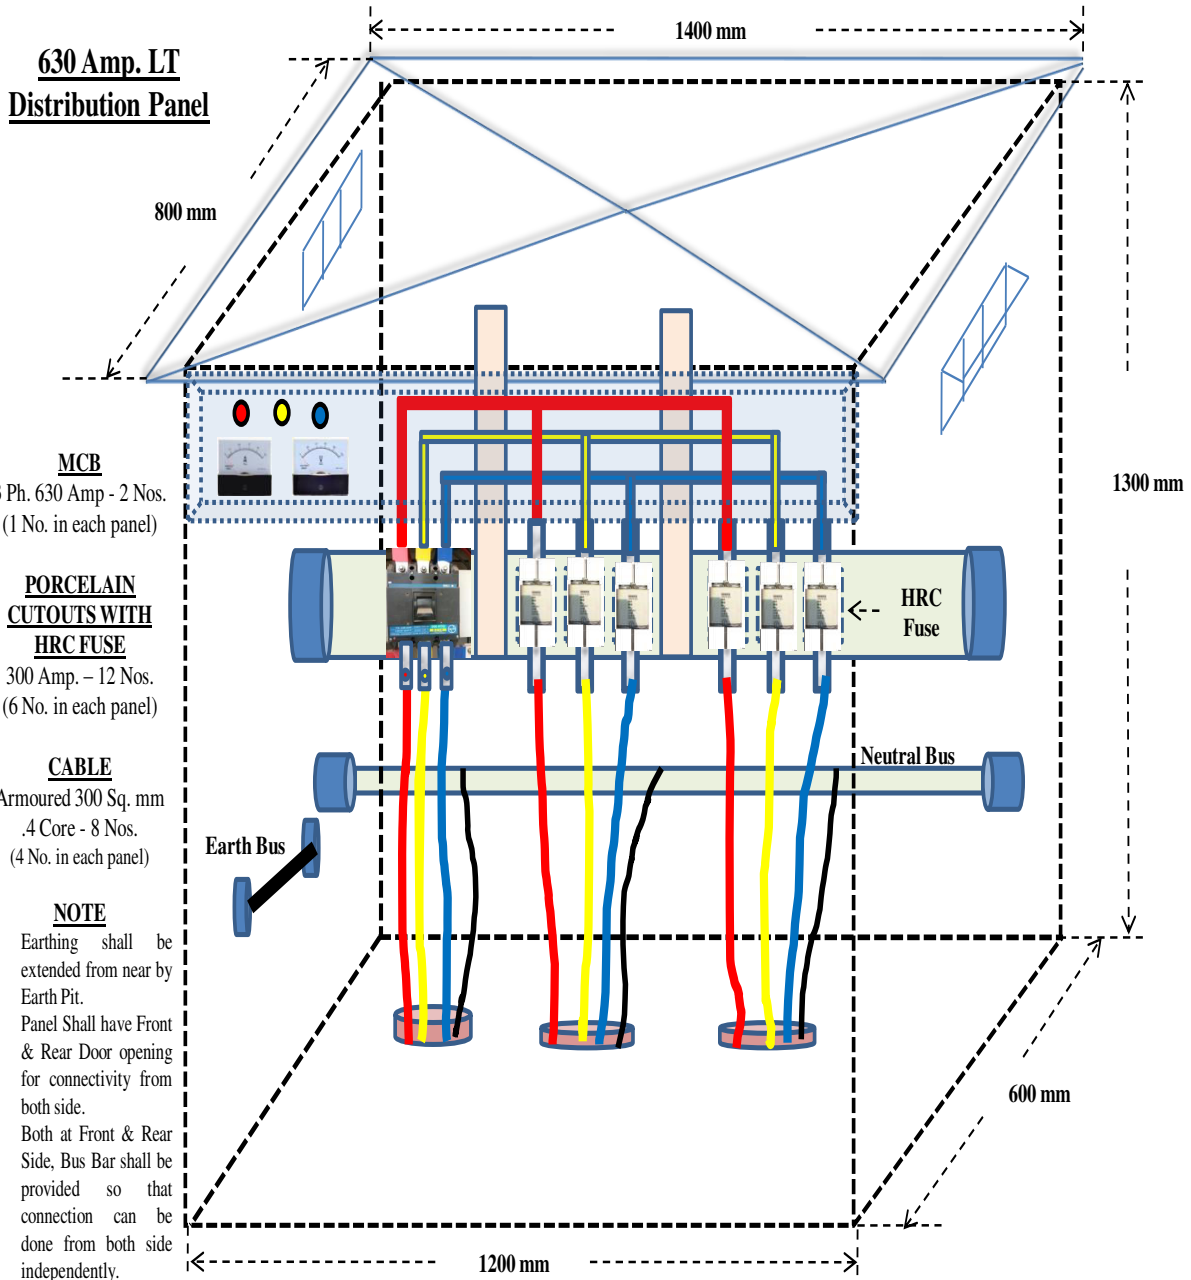 630 Amp. LT
Distribution Panel
1400 mm
800 mm
1300 mm
MCB
3 Ph. 630 Amp - 2 Nos.
(1 No. in each panel)
PORCELAIN
CUTOUTS WITH
HRC FUSE
300 Amp. – 12 Nos.
(6 No. in each panel)
HRC
Fuse
CABLE
Armoured 300 Sq. mm
.4 Core - 8 Nos.
(4 No. in each panel)
Neutral Bus
Earth Bus
NOTE
Earthing shall be
extended from near by
Earth Pit.
Panel Shall have Front
& Rear Door opening
for connectivity from
both side.
Both at Front & Rear
Side, Bus Bar shall be
provided so that
connection can be
done from both side
independently.
600 mm
1200 mm